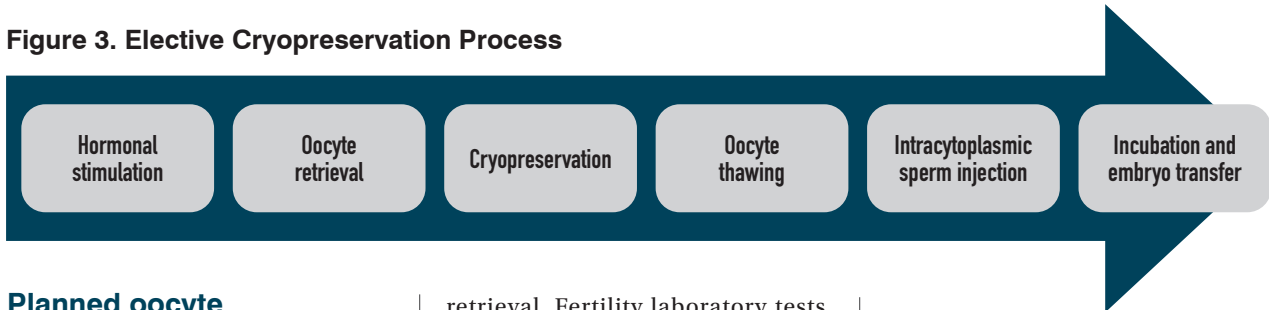 Figure 3. Elective Cryopreservation Process
Hormonal
stimulation
Oocyte
retrieval
Cryopreservation
Oocyte
thawing
Intracytoplasmic
sperm injection
Incubation and
embryo transfer
Planned oocyte
retrieval. Fertility laboratory tests